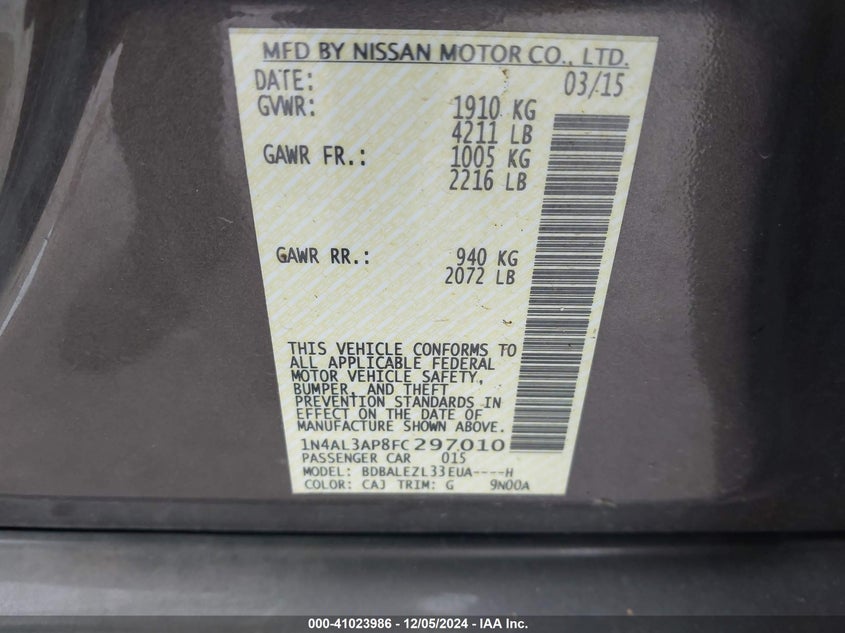 MFD BY NISSAN MOTOR CO., LTD.
DATE: 03/15
GVWR: 1910 KG
4211 LB
GAWR FR.: 1005 KG
2216 LB
GAWR RR.: 940 KG
2072 LB
THIS VEHICLE CONFORMS TO
ALL APPLICABLE FEDERAL
MOTOR VEHICLE SAFETY,
BUMPER, AND THEFT
PREVENTION STANDARDS IN
EFFECT ON THE DATE OF
MANUFACTURE SHOWN ABOVE.
1N4AL3AP8FC297010
PASSENGER CAR 015
MODEL: BDBALEZL33EUA----H
COLOR: CAJ TRIM: G 9N00A
000-41023986 - 12/05/2024 - IAA Inc.